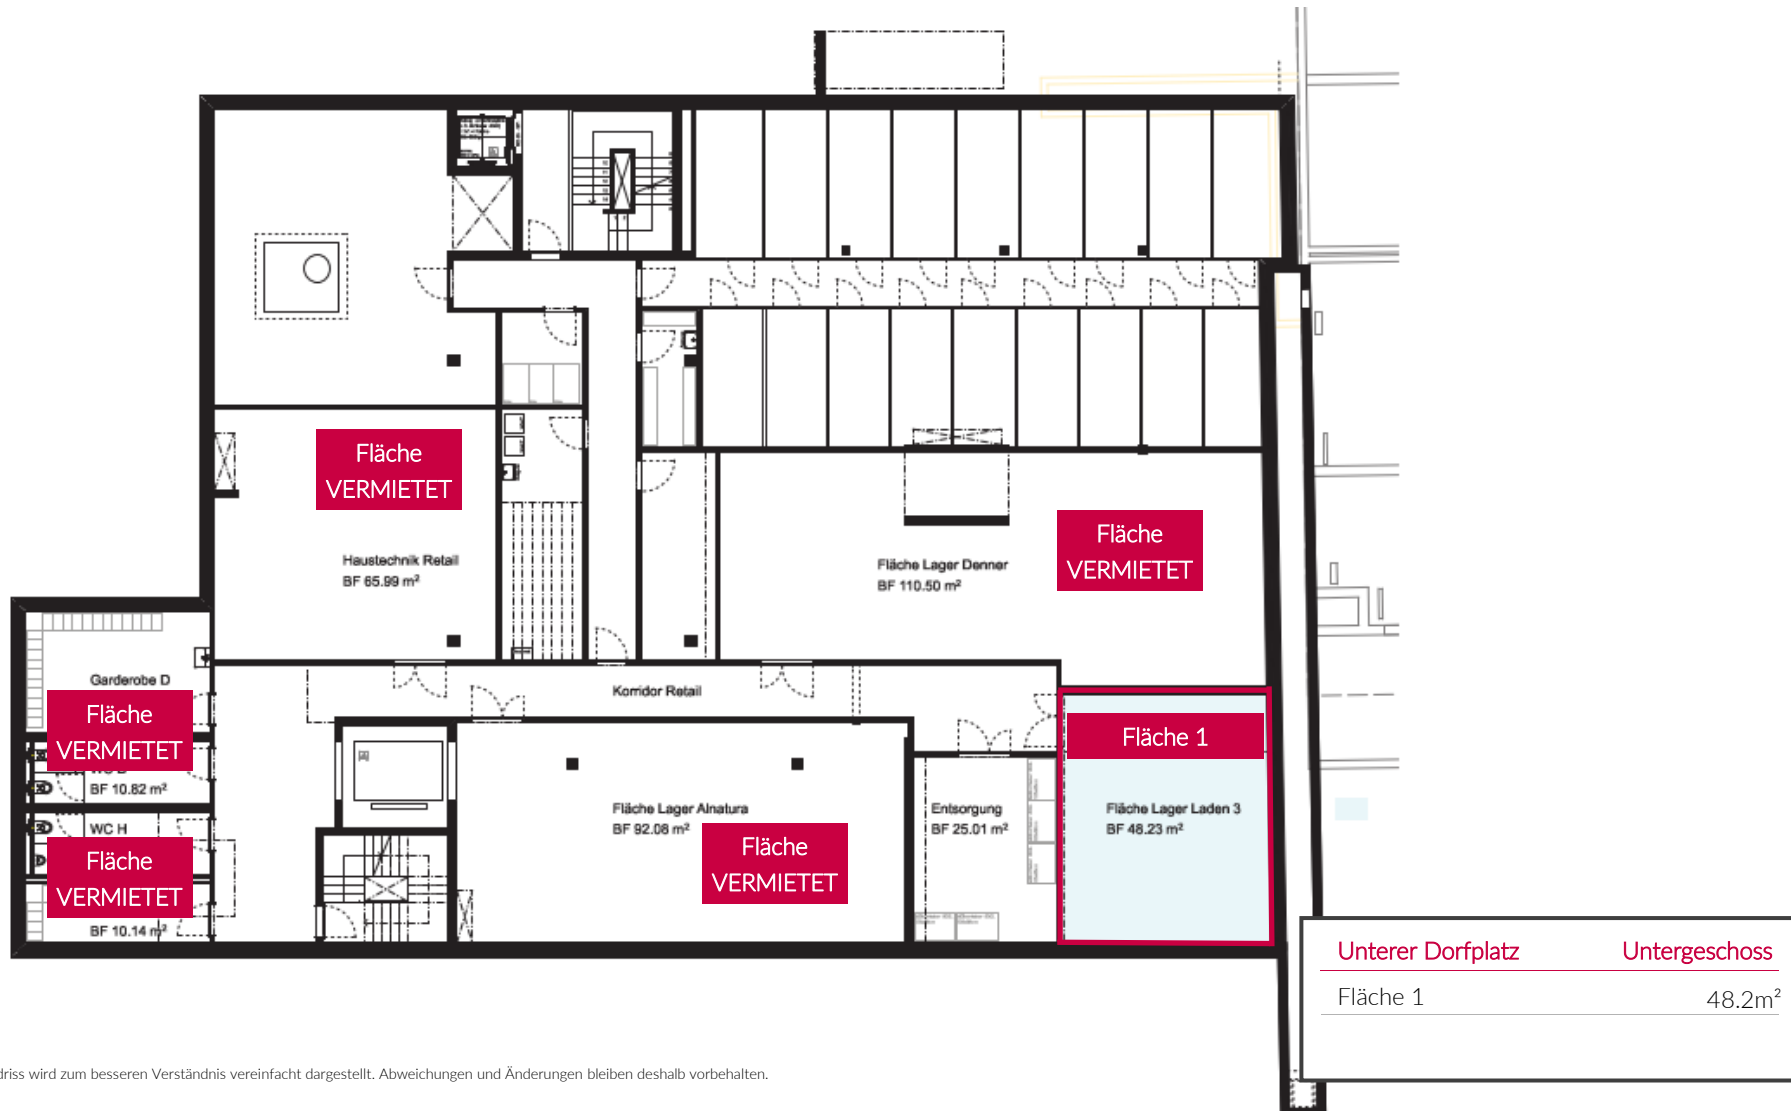 Fläche
VERMIETET
Haustechnik Retail
BF 65.99 m²
Fläche
VERMIETET
Fläche Lager Denner
BF 110.50 m²
Garderobe D
Fläche
VERMIETET
BF 10.82 m²
WC H
Fläche
VERMIETET
BF 10.14 m²
Korridor Retail
Fläche Lager Alnatura
BF 92.08 m²
Fläche
VERMIETET
Entsorgung
BF 25.01 m²
Fläche 1
Fläche Lager Laden 3
BF 48.23 m²
Unterer Dorfplatz Untergeschoss
Fläche 1 48.2m²
driss wird zum besseren Verständnis vereinfacht dargestellt. Abweichungen und Änderungen bleiben deshalb vorbehalten.